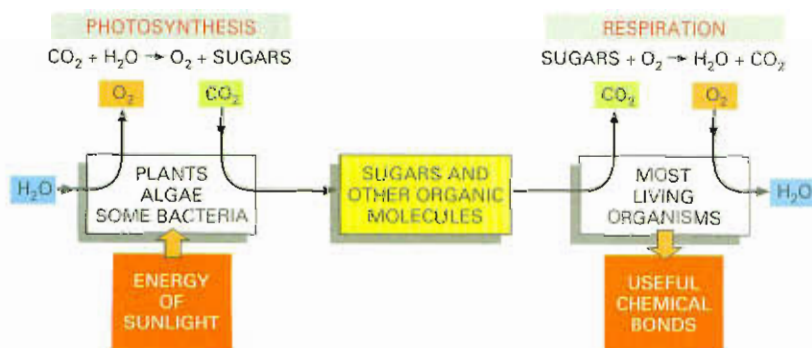 PHOTOSYNTHESIS
CO₂ + H₂O → O₂ + SUGARS
O₂
CO₂
H₂O
PLANTS
ALGAE
SOME BACTERIA
ENERGY
OF
SUNLIGHT
SUGARS AND
OTHER ORGANIC
MOLECULES
RESPIRATION
SUGARS + O₂ → H₂O + CO₂
CO₂
O₂
MOST
LIVING
ORGANISMS
H₂O
USEFUL
CHEMICAL
BONDS